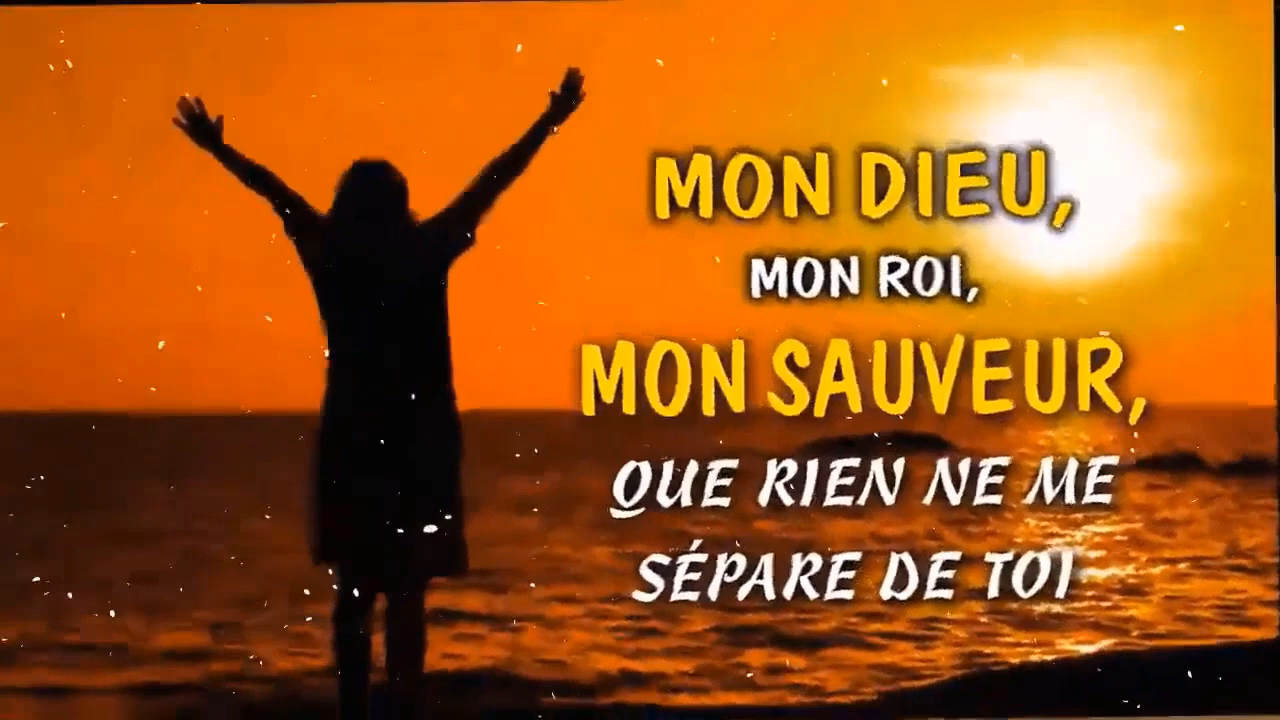 MON DIEU,
MON ROI,
MON SAUVEUR,
QUE RIEN NE ME
SÉPARE DE TOI